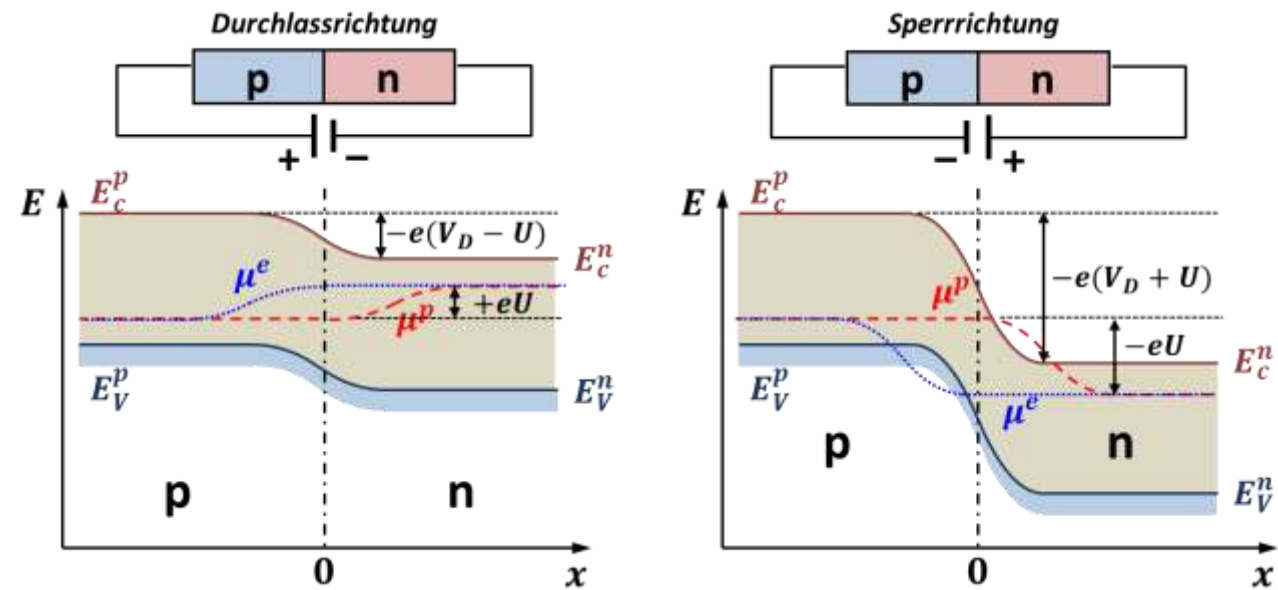 Durchlassrichtung
p n
+ −
E
E_c^p
−e(V_D − U)
E_c^n
μ^e
+eU
μ^p
E_V^p
E_V^n
p n
0 x
Sperrrichtung
p n
− +
E
E_c^p
−e(V_D + U)
μ^p
−eU
E_c^n
E_V^p
μ^e
p n
E_V^n
0 x